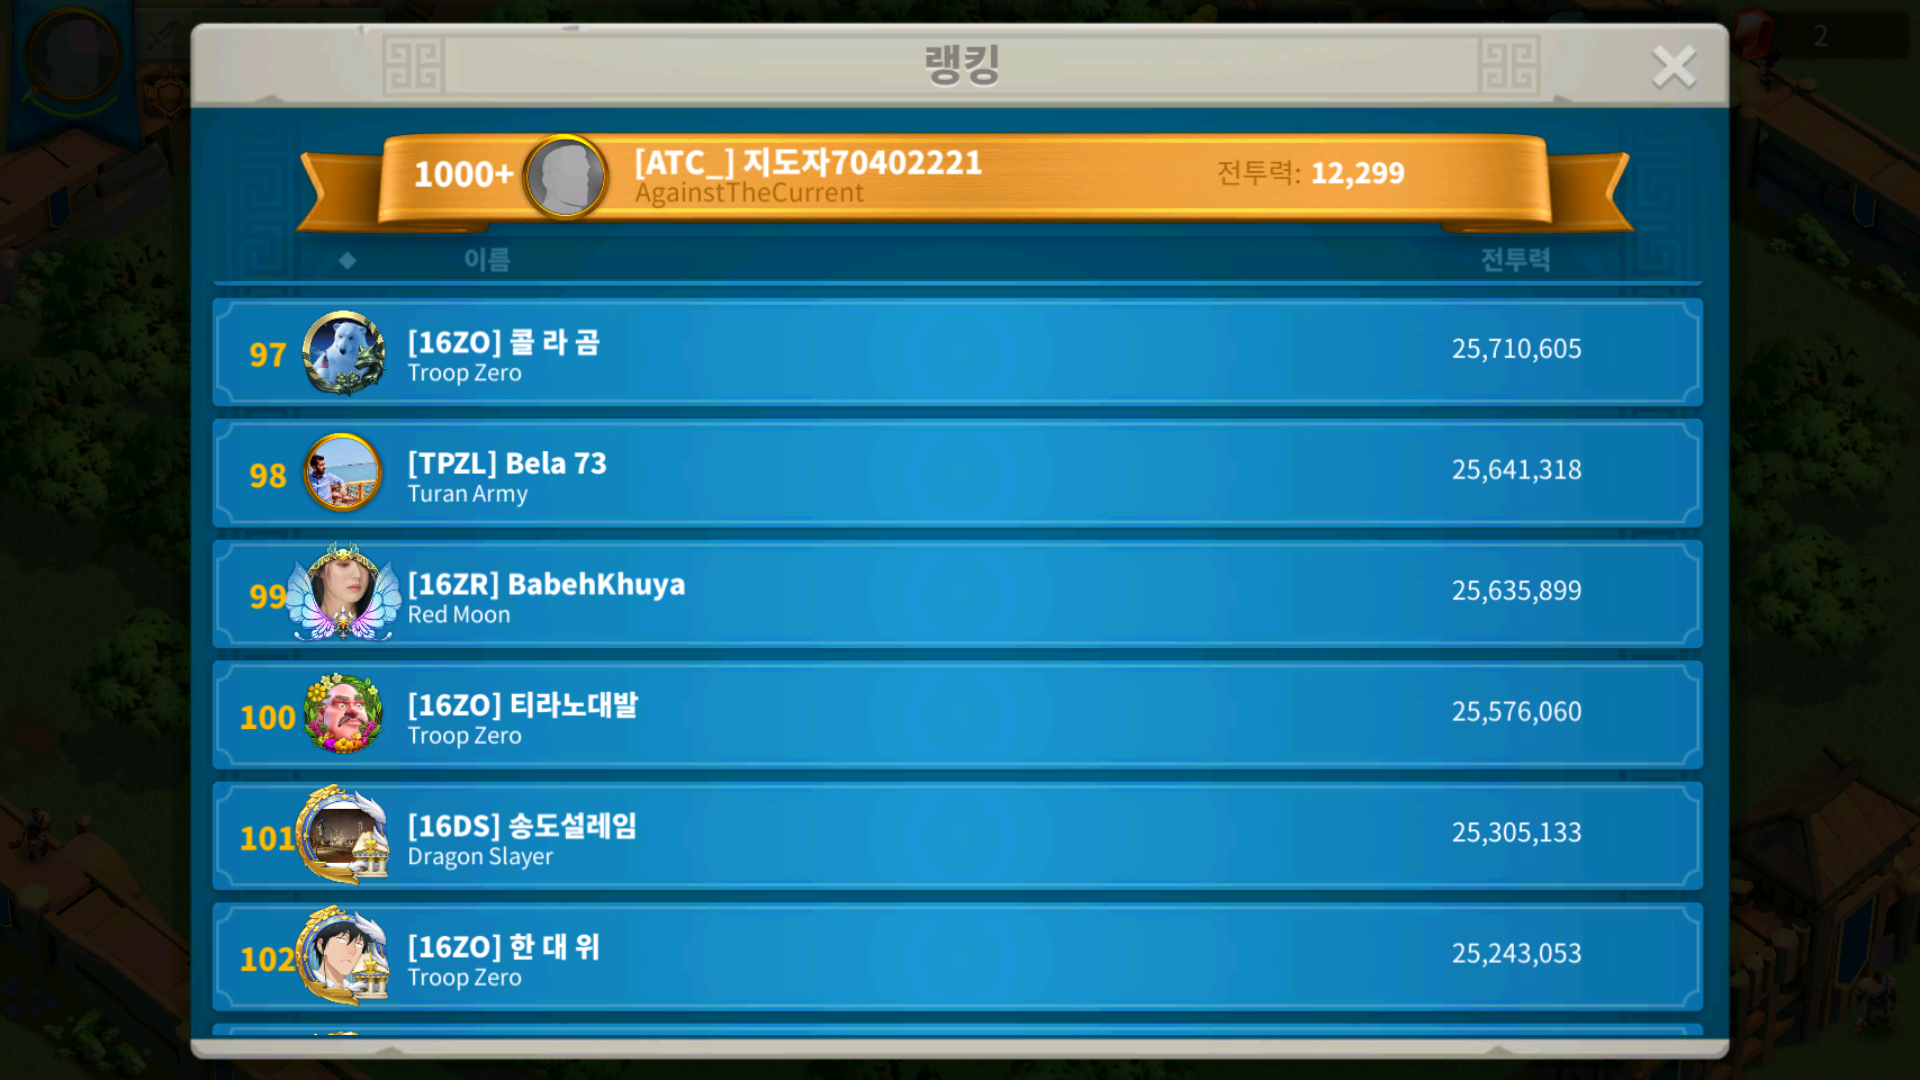 2
랭킹
1000+
[ATC_] 지도자70402221
AgainstTheCurrent
전투력: 12,299
이름 전투력
97 [16ZO] 콜 라 곰 25,710,605
Troop Zero
98 [TPZL] Bela 73 25,641,318
Turan Army
99 [16ZR] BabehKhuya 25,635,899
Red Moon
100 [16ZO] 티라노대발 25,576,060
Troop Zero
101 [16DS] 송도설레임 25,305,133
Dragon Slayer
102 [16ZO] 한 대 위 25,243,053
Troop Zero